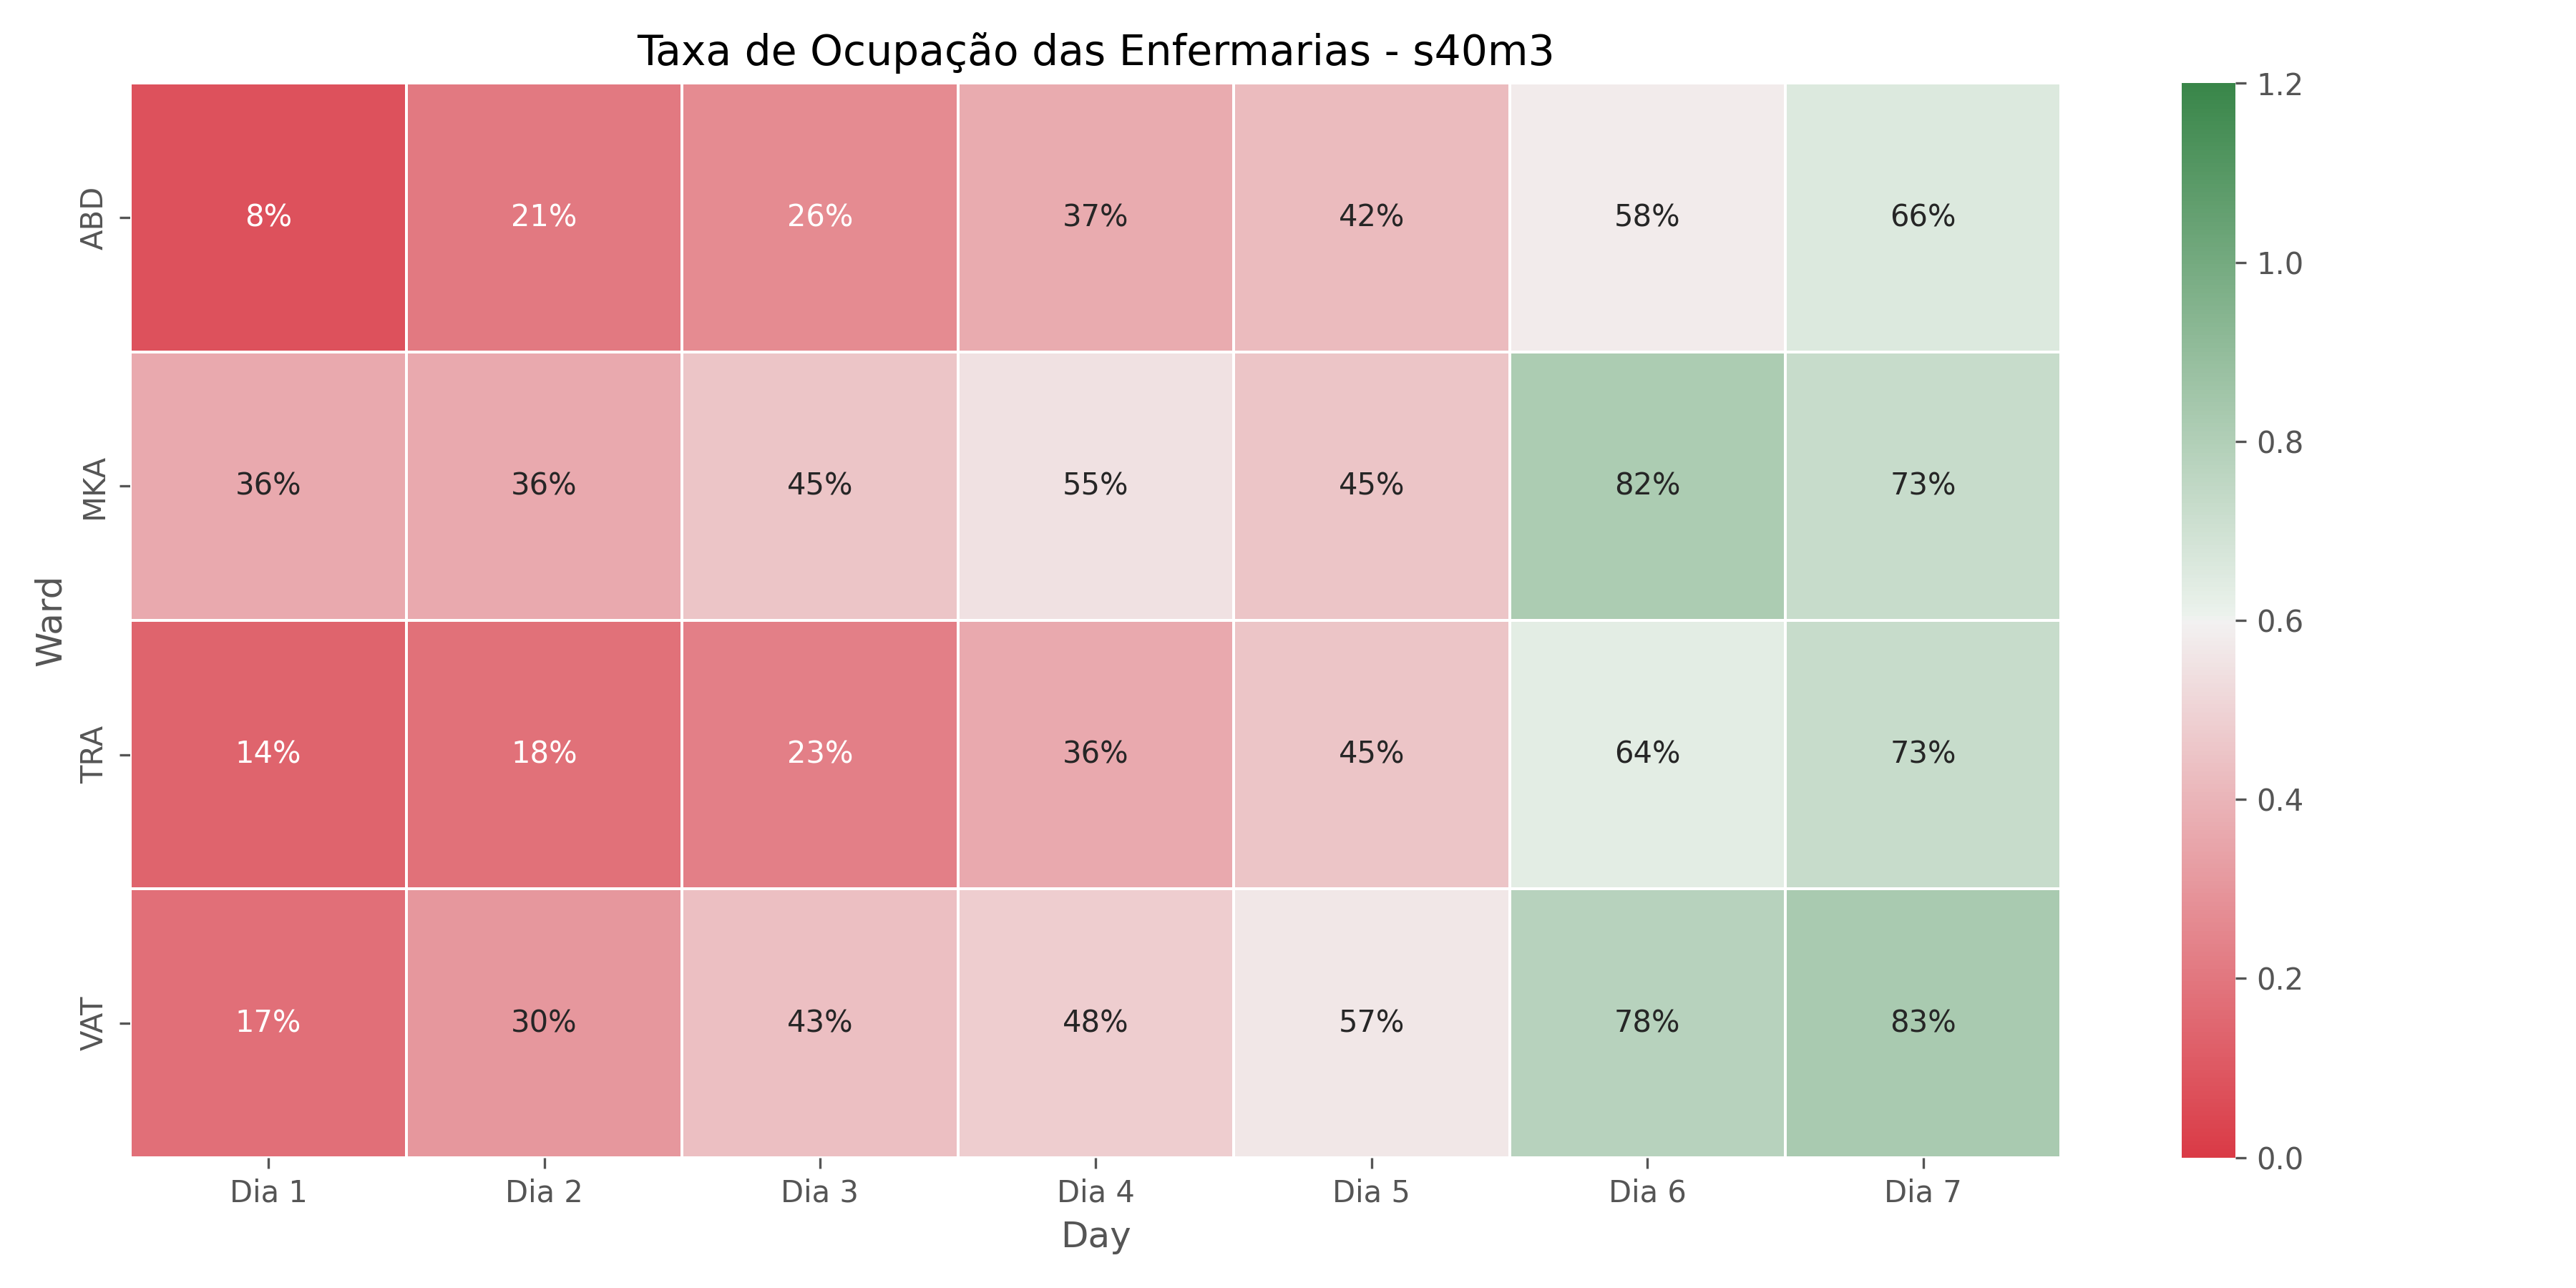 Taxa de Ocupação das Enfermarias - s40m3
Ward
ABD 8% 21% 26% 37% 42% 58% 66%
MKA 36% 36% 45% 55% 45% 82% 73%
TRA 14% 18% 23% 36% 45% 64% 73%
VAT 17% 30% 43% 48% 57% 78% 83%
Dia 1 Dia 2 Dia 3 Dia 4 Dia 5 Dia 6 Dia 7
Day
1.2
1.0
0.8
0.6
0.4
0.2
0.0